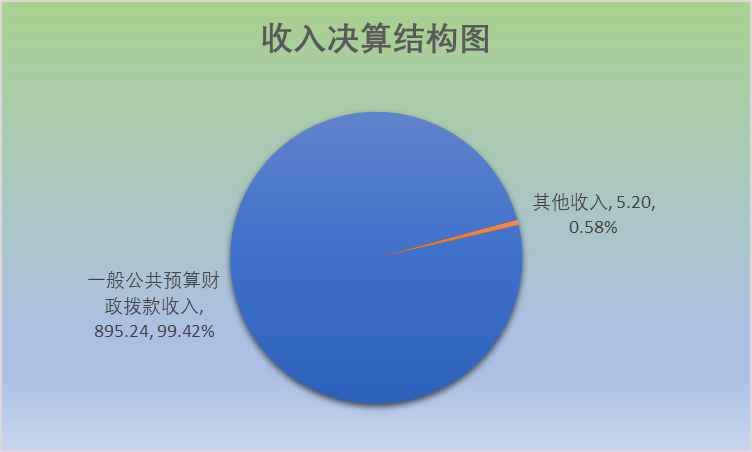 收入决算结构图
其他收入, 5.20,
0.58%
一般公共预算财
政拨款收入,
895.24, 99.42%